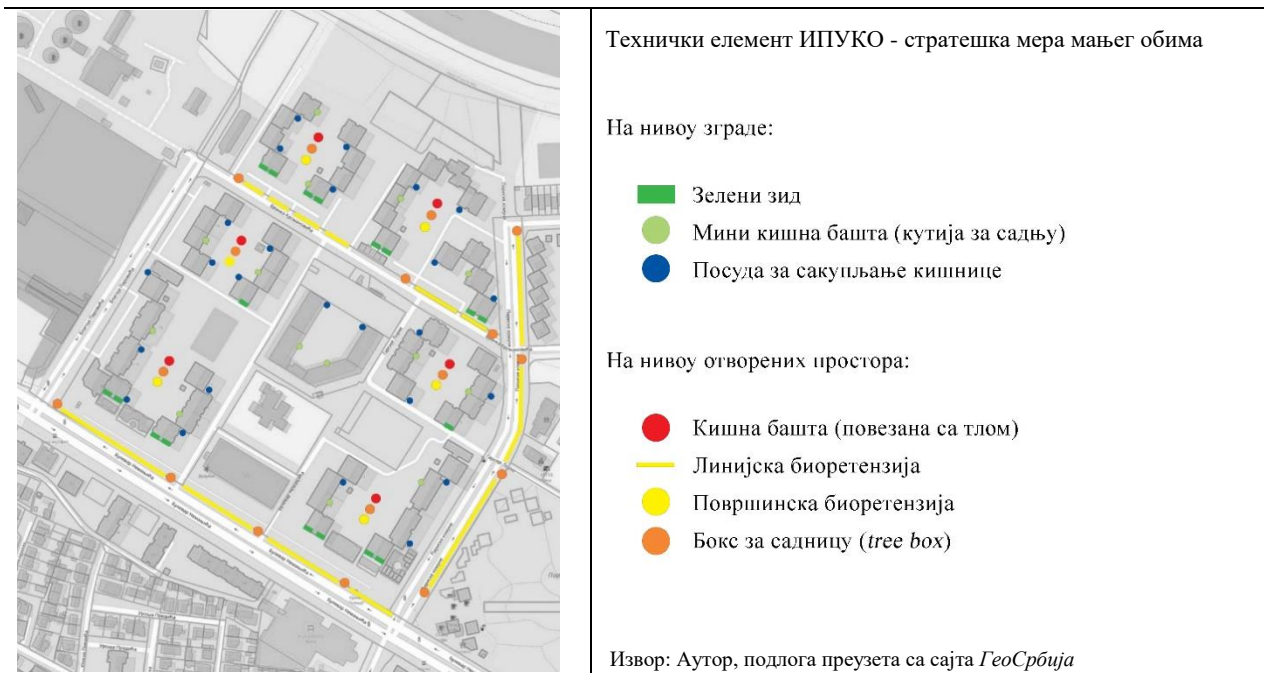 Технички елемент ИПУКО - стратешка мера мањег обима
На нивоу зграде:
Зелени зид
Мини кишна башта (кутија за садњу)
Посуда за сакупљање кишнице
На нивоу отворених простора:
Кишна башта (повезана са тлом)
Линијска биоретензија
Површинска биоретензија
Бокс за садницу (tree box)
Извор: Аутор, подлога преузета са сајта ГеоСрбија